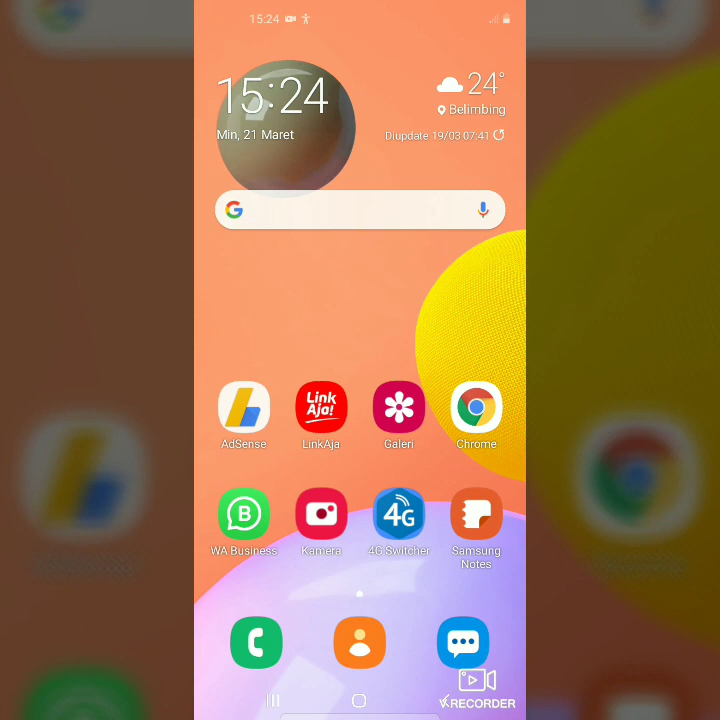 15:24
15:24
24°
Belimbing
Min, 21 Maret
Diupdate 19/03 07:41
G
AdSense
Link Aja!
LinkAja
Galeri
Chrome
B
4G
WA Business
Kamera
4G Switcher
Samsung Notes
VRECORDER